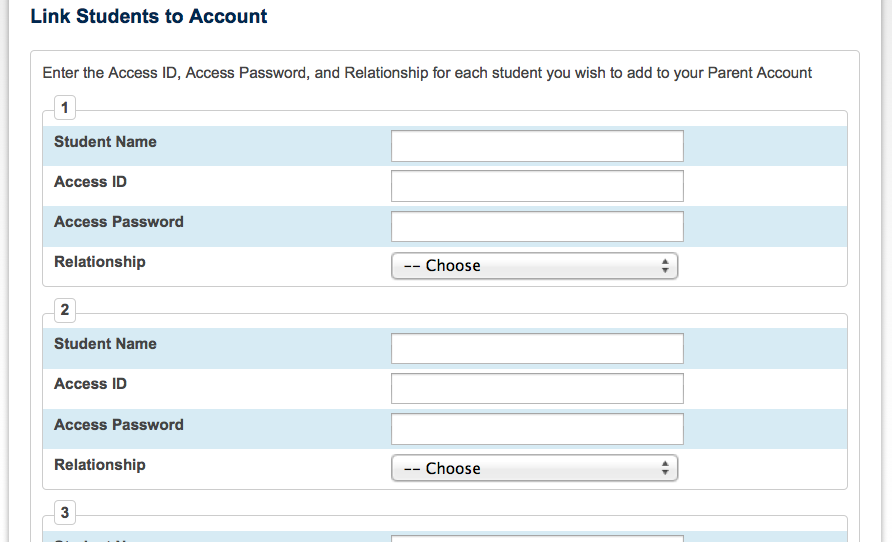 Link Students to Account
Enter the Access ID, Access Password, and Relationship for each student you wish to add to your Parent Account
1
Student Name
Access ID
Access Password
Relationship
-- Choose
2
Student Name
Access ID
Access Password
Relationship
-- Choose
3